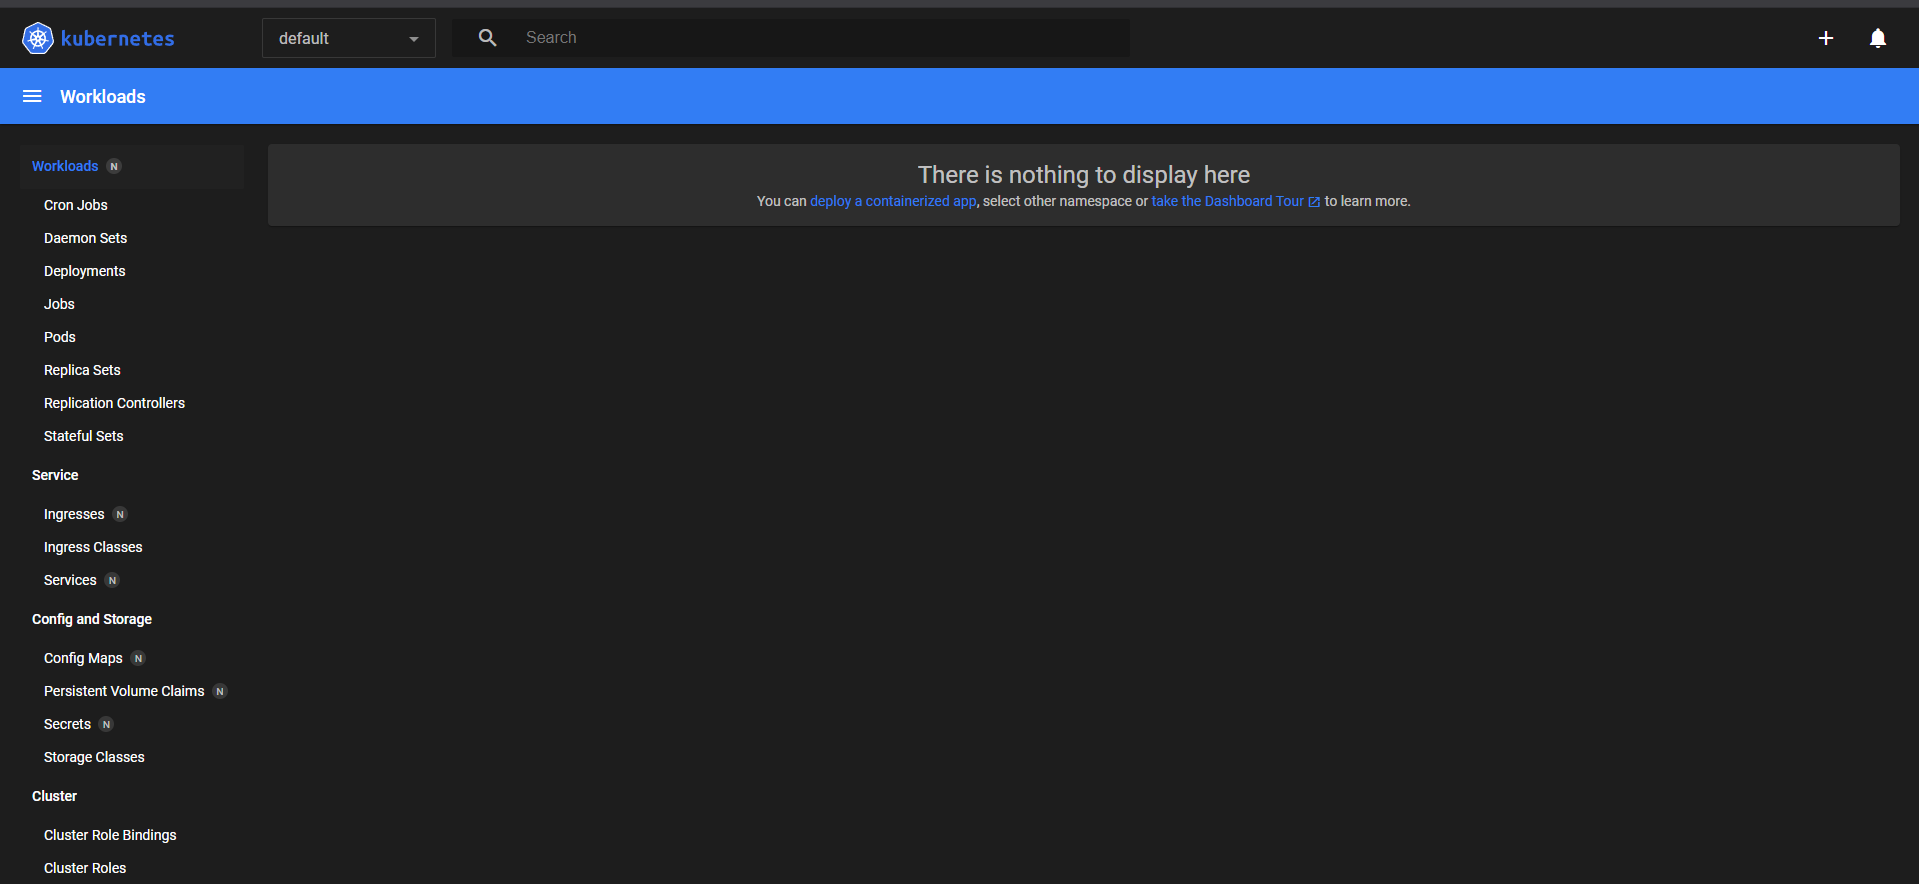 kubernetes
default
Search
Workloads
Workloads N
Cron Jobs
Daemon Sets
Deployments
Jobs
Pods
Replica Sets
Replication Controllers
Stateful Sets
Service
Ingresses N
Ingress Classes
Services N
Config and Storage
Config Maps N
Persistent Volume Claims N
Secrets N
Storage Classes
Cluster
Cluster Role Bindings
Cluster Roles
There is nothing to display here
You can deploy a containerized app, select other namespace or take the Dashboard Tour to learn more.